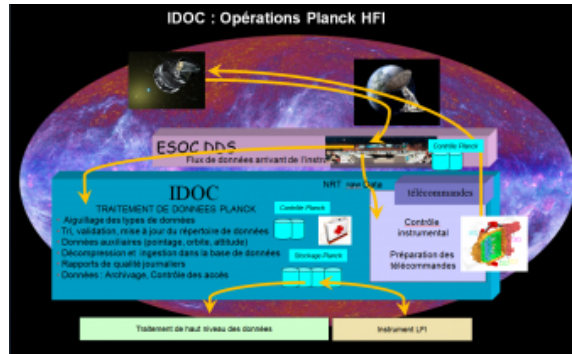 IDOC : Opérations Planck HFI
ESOC DDS
Flux de données arrivant de l'instru
Contrôle Planck
NRT raw Data
IDOC
TRAITEMENT DE DONNEES PLANCK
Aiguillage des types de données
Tri, validation, mise à jour du répertoire de données
Données auxiliaires (pointage, orbite, attitude)
Décompression et ingestion dans la base de données
Rapports de qualité journaliers
Données : Archivage, Contrôle des accès
Contrôle Planck
Stockage Planck
télécommandes
Contrôle
instrumental
Préparation des
télécommandes
Traitement de haut niveau des données
Instrument LFI